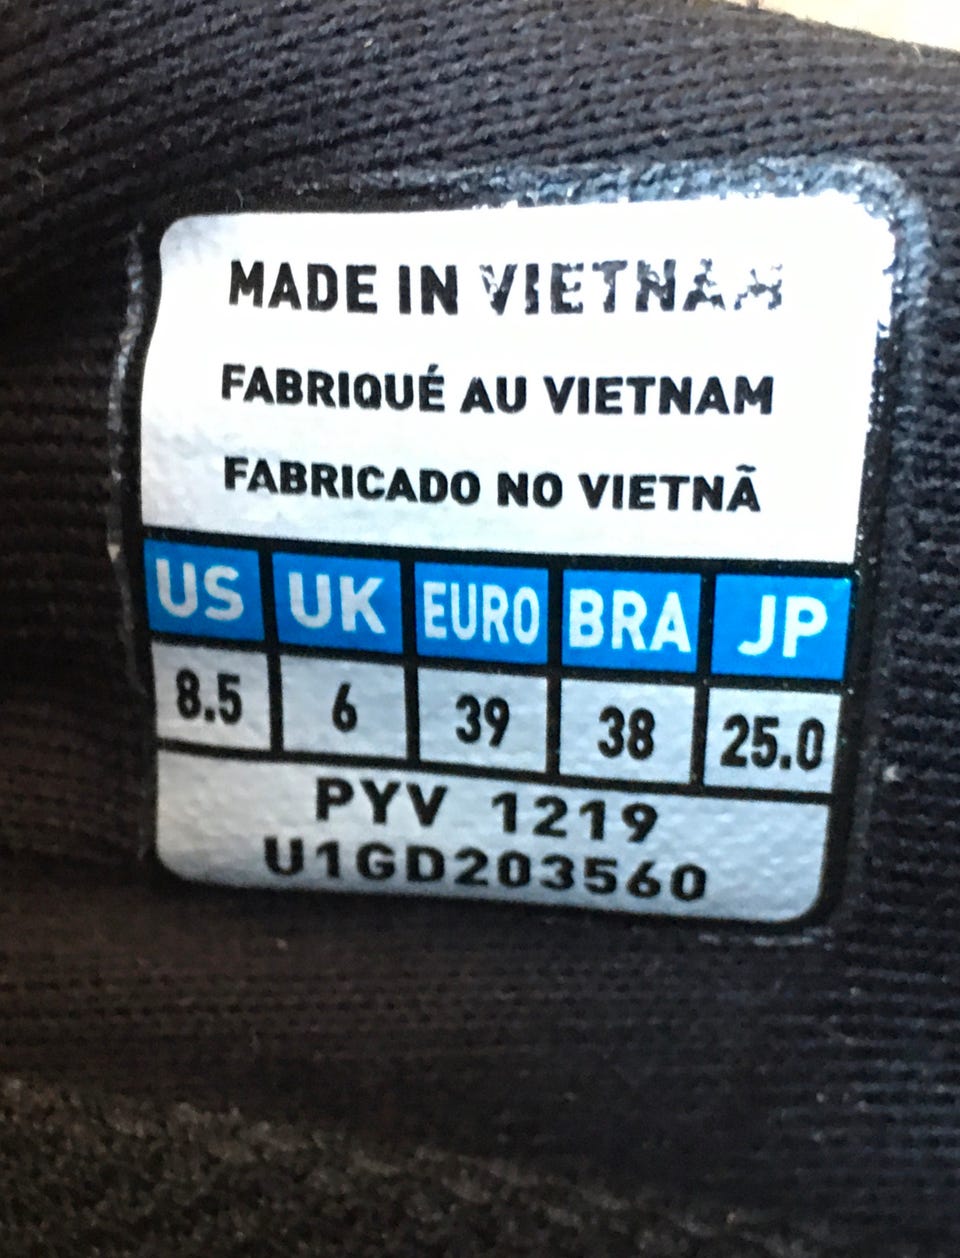 MADE IN VIETNAM
FABRIQUÉ AU VIETNAM
FABRICADO NO VIETNÃ
US UK EURO BRA JP
8.5 6 39 38 25.0
PYV 1219
U1GD203560